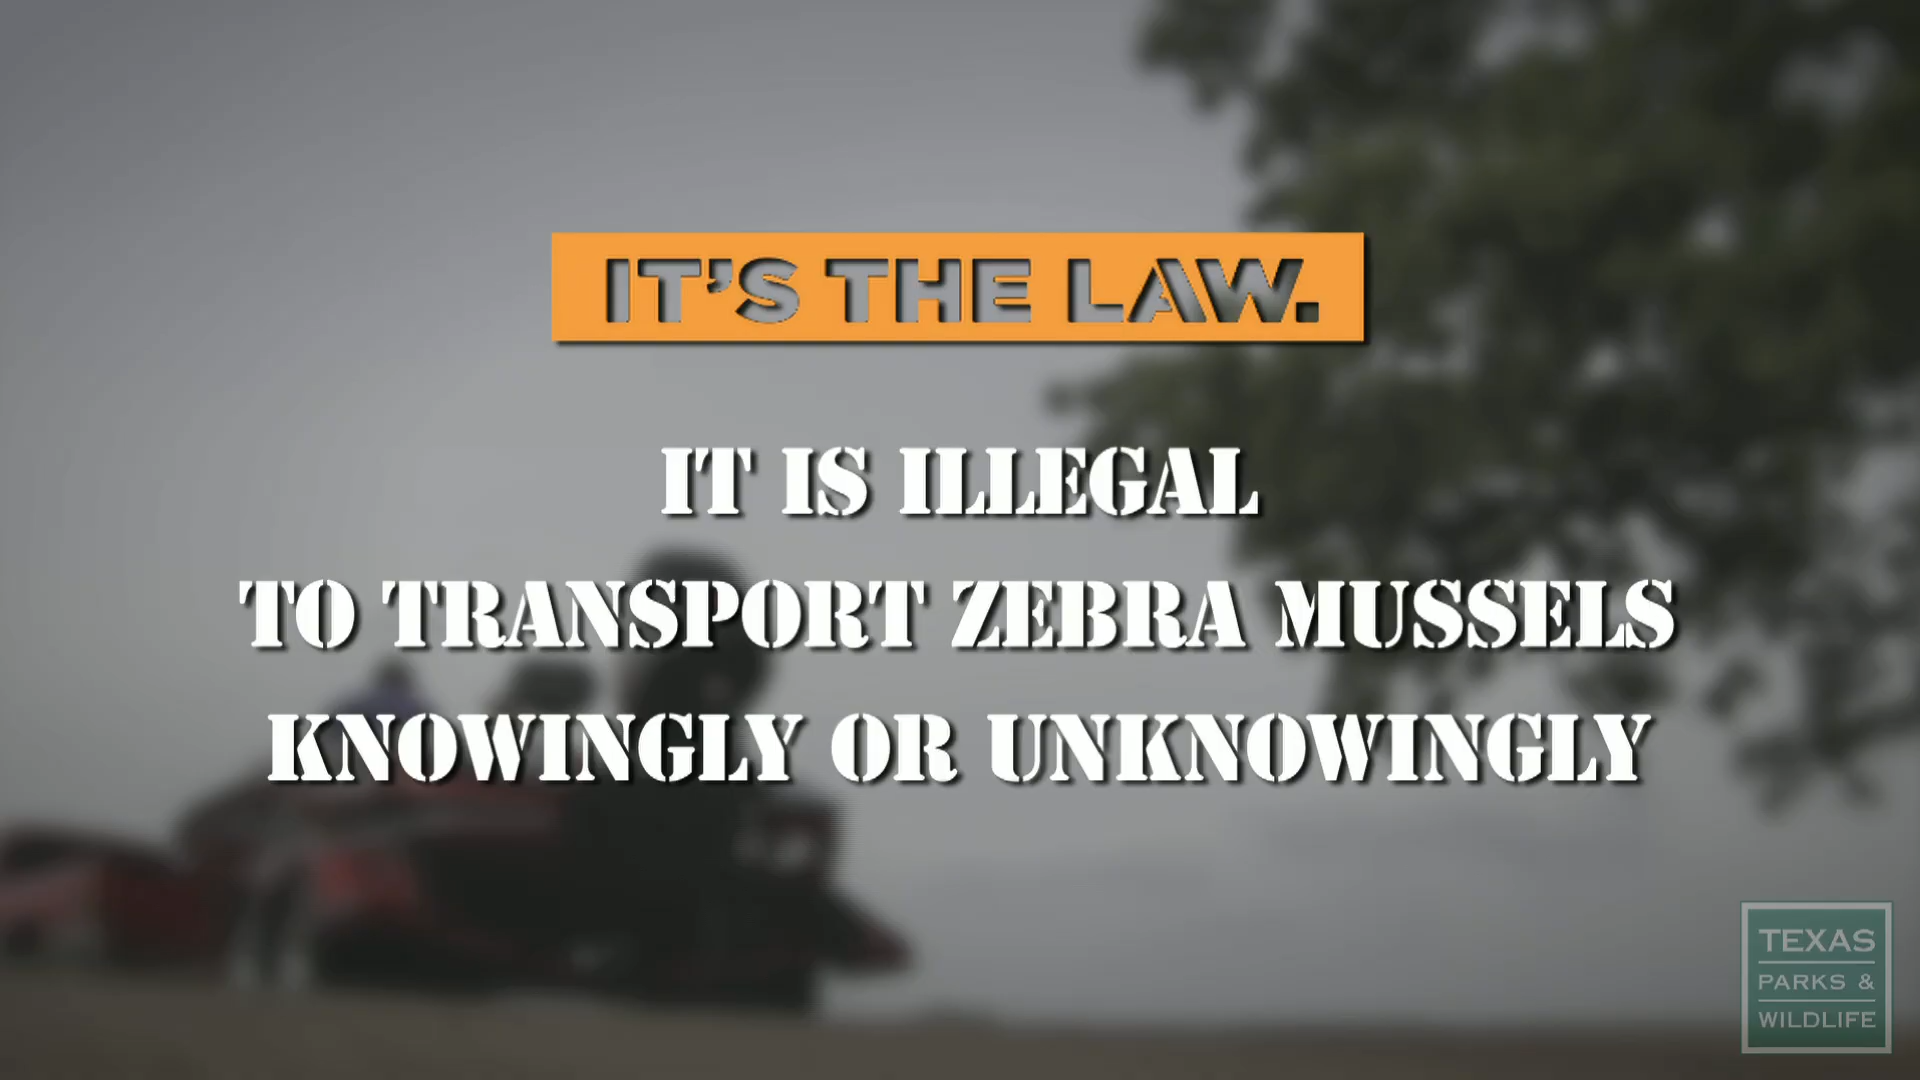 IT'S THE LAW.
IT IS ILLEGAL
TO TRANSPORT ZEBRA MUSSELS
KNOWINGLY OR UNKNOWINGLY
TEXAS
PARKS &
WILDLIFE